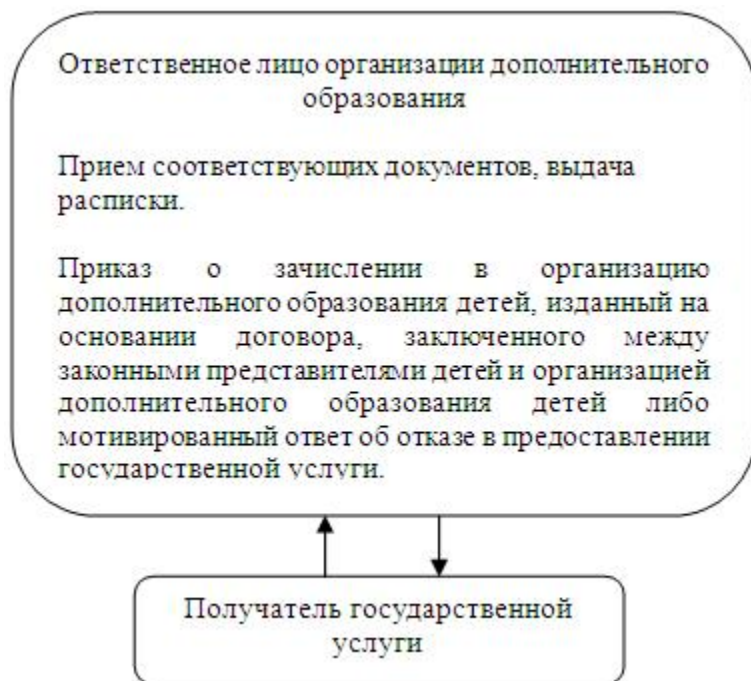 Ответственное лицо организации дополнительного
образования
Прием соответствующих документов, выдача
расписки.
Приказ о зачислении в организацию
дополнительного образования детей, изданный на
основании договора, заключенного между
законными представителями детей и организацией
дополнительного образования детей либо
мотивированный ответ об отказе в предоставлении
государственной услуги.
Получатель государственной
услуги